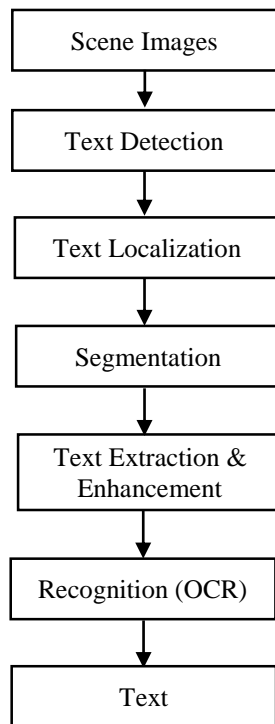 Scene Images
Text Detection
Text Localization
Segmentation
Text Extraction &
Enhancement
Recognition (OCR)
Text